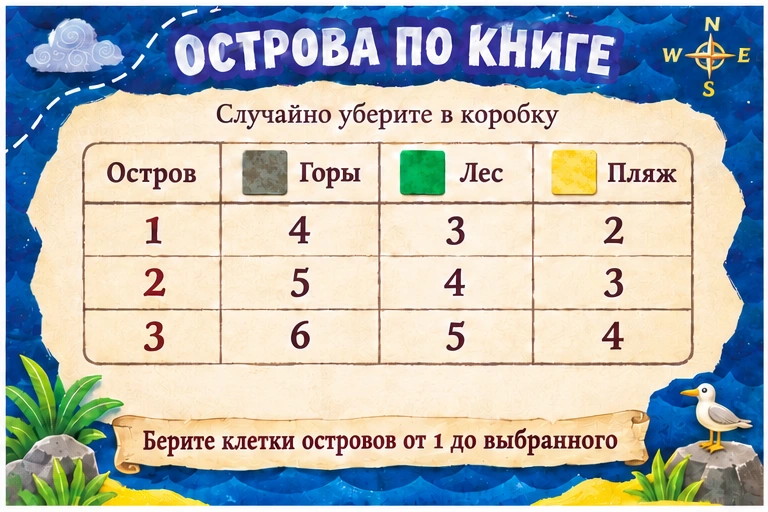 ОСТРОВА ПО КНИГЕ
N
W E
S
Случайно уберите в коробку
Остров Горы Лес Пляж
1 4 3 2
2 5 4 3
3 6 5 4
Берите клетки островов от 1 до выбранного